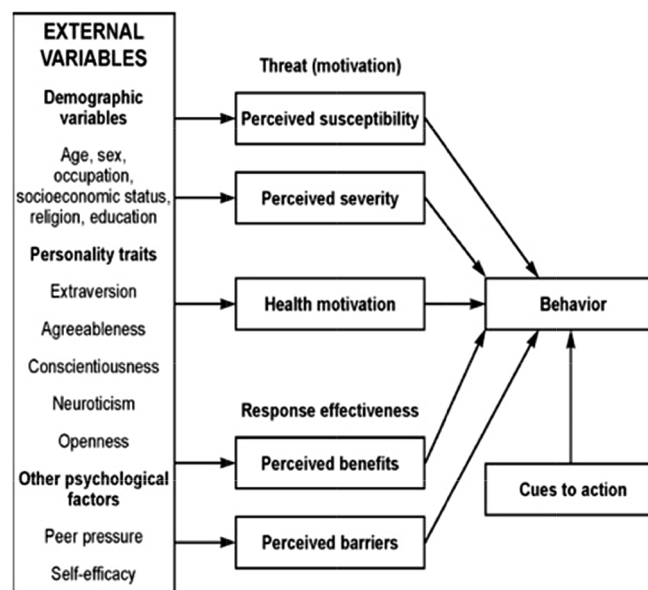 EXTERNAL
VARIABLES
Demographic
variables
Age, sex,
occupation,
socioeconomic status,
religion, education
Personality traits
Extraversion
Agreeableness
Conscientiousness
Neuroticism
Openness
Other psychological
factors
Peer pressure
Self-efficacy
Threat (motivation)
Perceived susceptibility
Perceived severity
Health motivation
Response effectiveness
Perceived benefits
Perceived barriers
Behavior
Cues to action